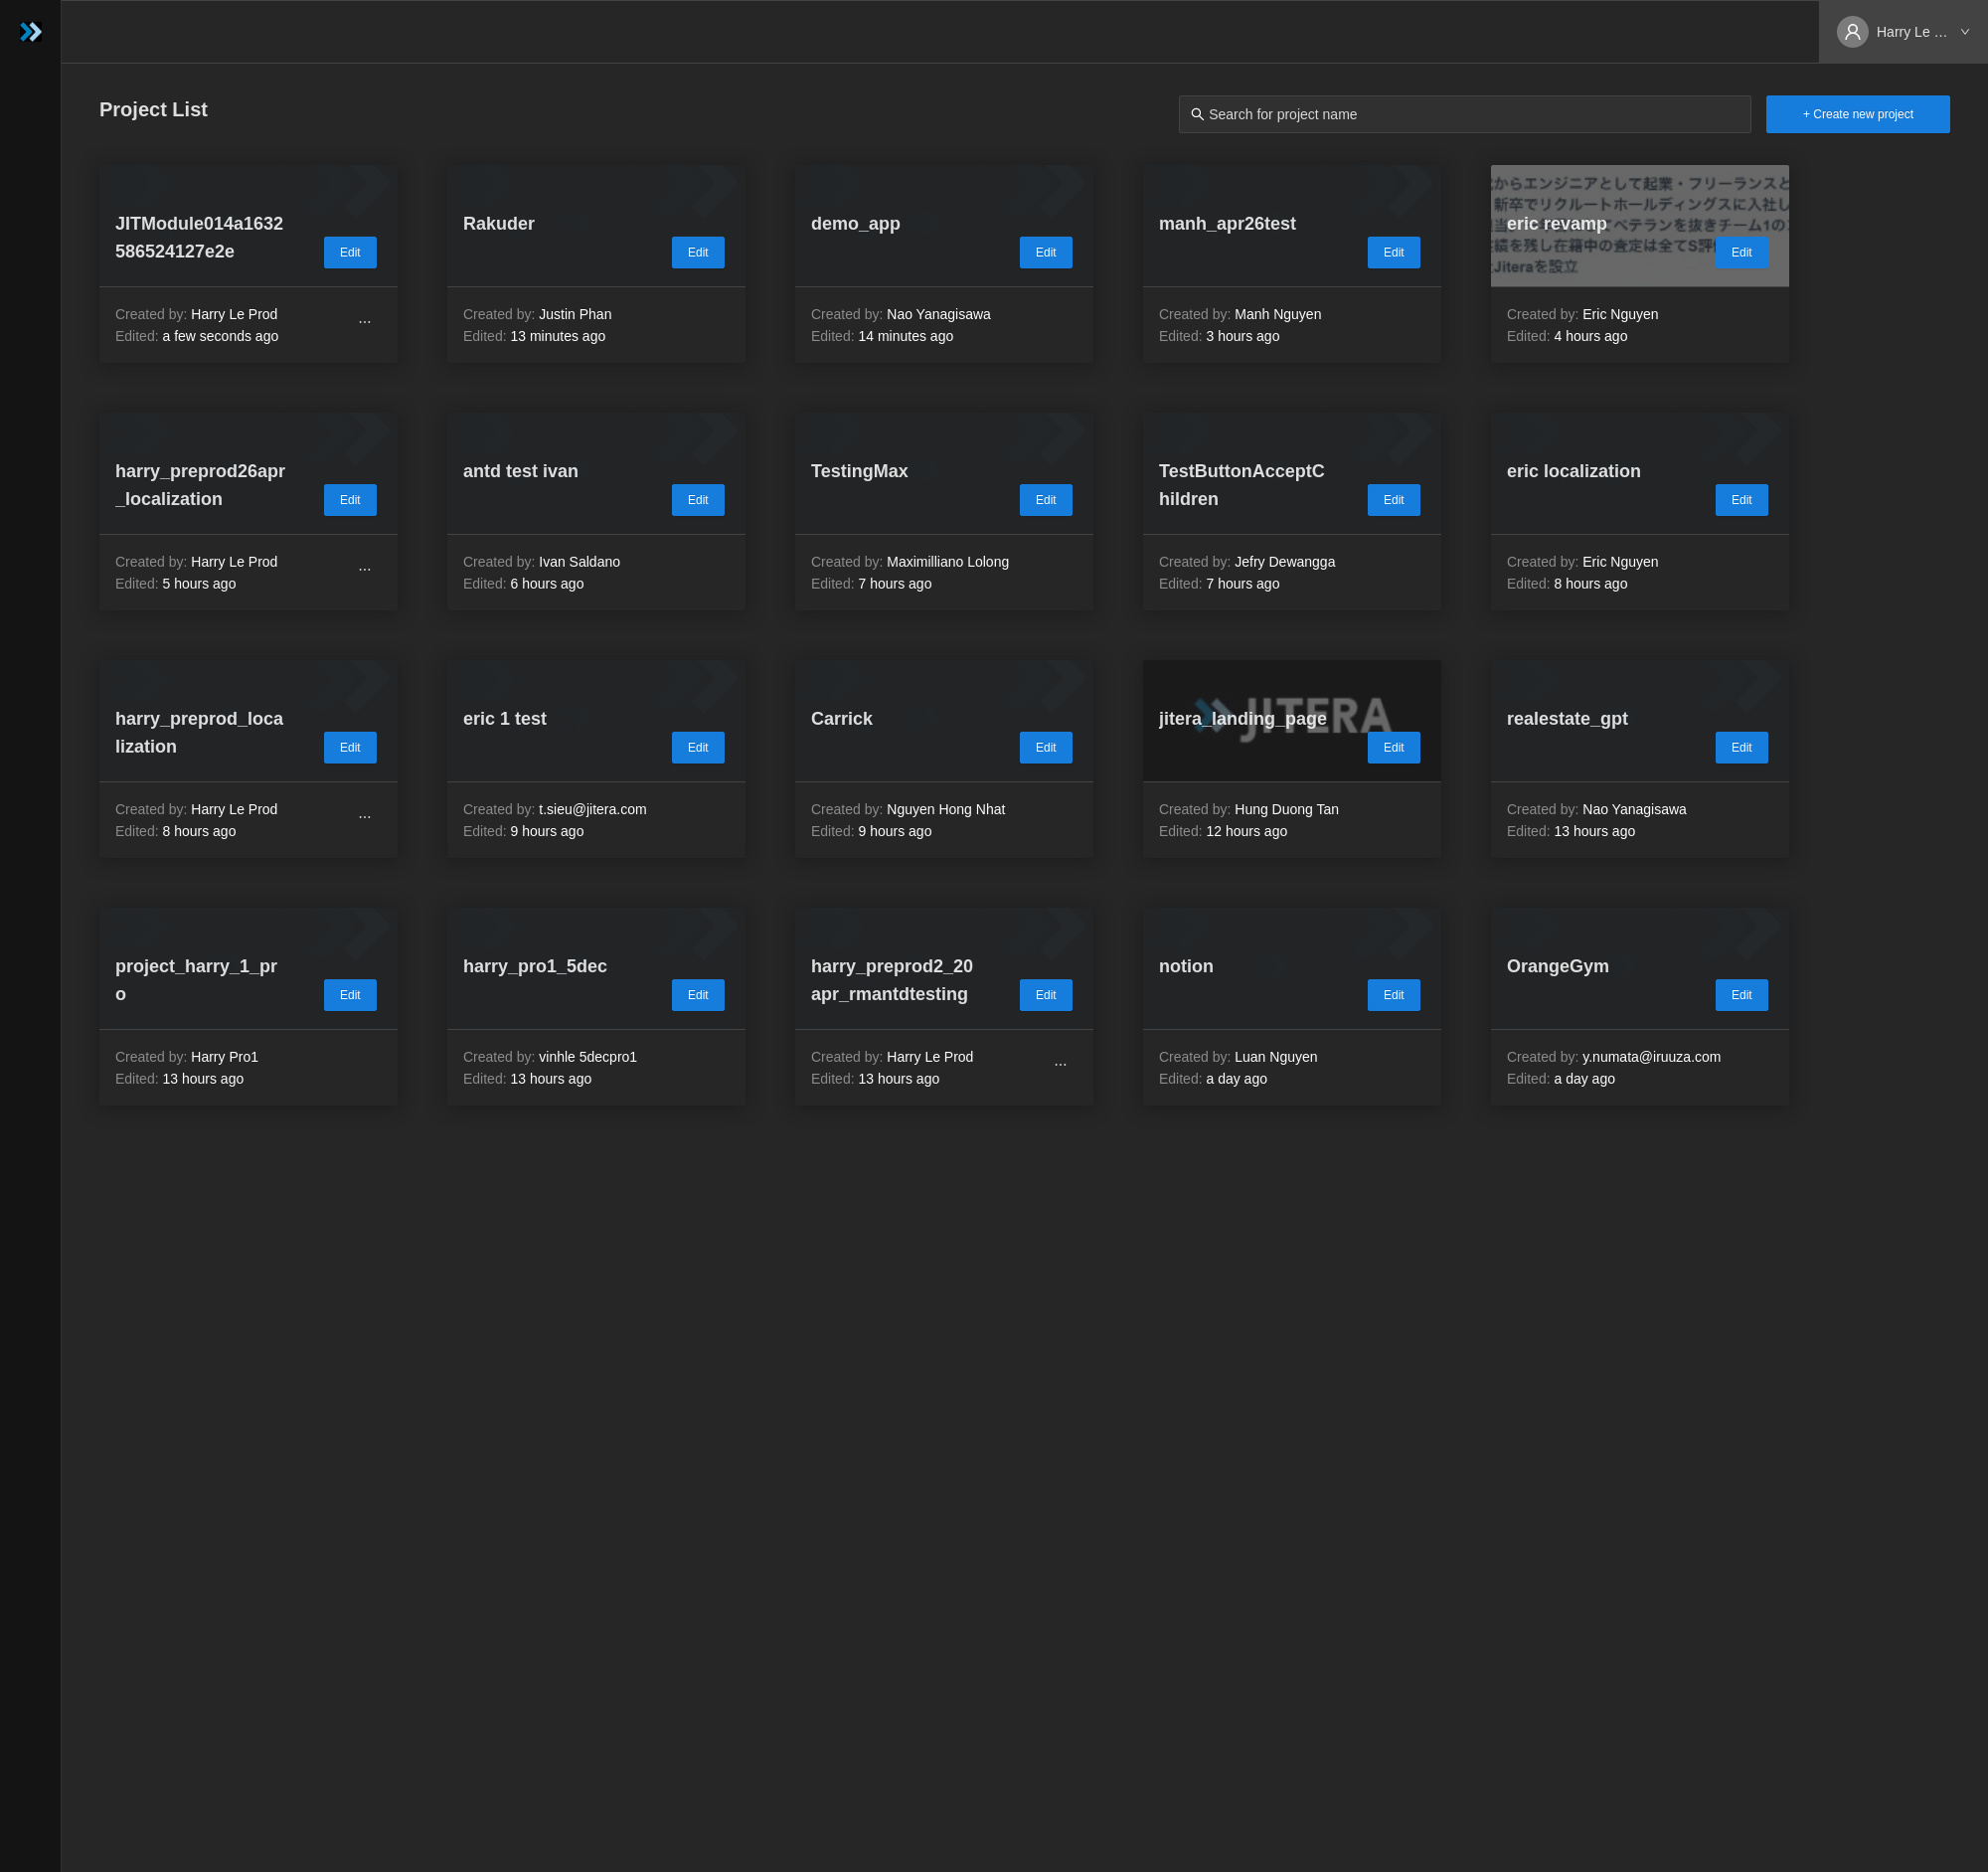 Harry Le …
Project List
Search for project name
+ Create new project
JITModule014a1632
586524127e2e
Edit
Created by: Harry Le Prod
Edited: a few seconds ago
...
Rakuder
Edit
Created by: Justin Phan
Edited: 13 minutes ago
demo_app
Edit
Created by: Nao Yanagisawa
Edited: 14 minutes ago
manh_apr26test
Edit
Created by: Manh Nguyen
Edited: 3 hours ago
からエンジニアとして起業・フリーランスと
新卒でリクルートホールディングスに入社し
eric revamp
ベテランを抜きチーム1の
を残し在籍中の査定は全てS評
Jiteraを設立
Edit
Created by: Eric Nguyen
Edited: 4 hours ago
harry_preprod26apr
_localization
Edit
Created by: Harry Le Prod
Edited: 5 hours ago
...
antd test ivan
Edit
Created by: Ivan Saldano
Edited: 6 hours ago
TestingMax
Edit
Created by: Maximilliano Lolong
Edited: 7 hours ago
TestButtonAcceptC
hildren
Edit
Created by: Jefry Dewangga
Edited: 7 hours ago
eric localization
Edit
Created by: Eric Nguyen
Edited: 8 hours ago
harry_preprod_loca
lization
Edit
Created by: Harry Le Prod
Edited: 8 hours ago
...
eric 1 test
Edit
Created by: t.sieu@jitera.com
Edited: 9 hours ago
Carrick
Edit
Created by: Nguyen Hong Nhat
Edited: 9 hours ago
JITERA
jitera_landing_page
Edit
Created by: Hung Duong Tan
Edited: 12 hours ago
realestate_gpt
Edit
Created by: Nao Yanagisawa
Edited: 13 hours ago
project_harry_1_pr
o
Edit
Created by: Harry Pro1
Edited: 13 hours ago
harry_pro1_5dec
Edit
Created by: vinhle 5decpro1
Edited: 13 hours ago
harry_preprod2_20
apr_rmantdtesting
Edit
Created by: Harry Le Prod
Edited: 13 hours ago
...
notion
Edit
Created by: Luan Nguyen
Edited: a day ago
OrangeGym
Edit
Created by: y.numata@iruuza.com
Edited: a day ago